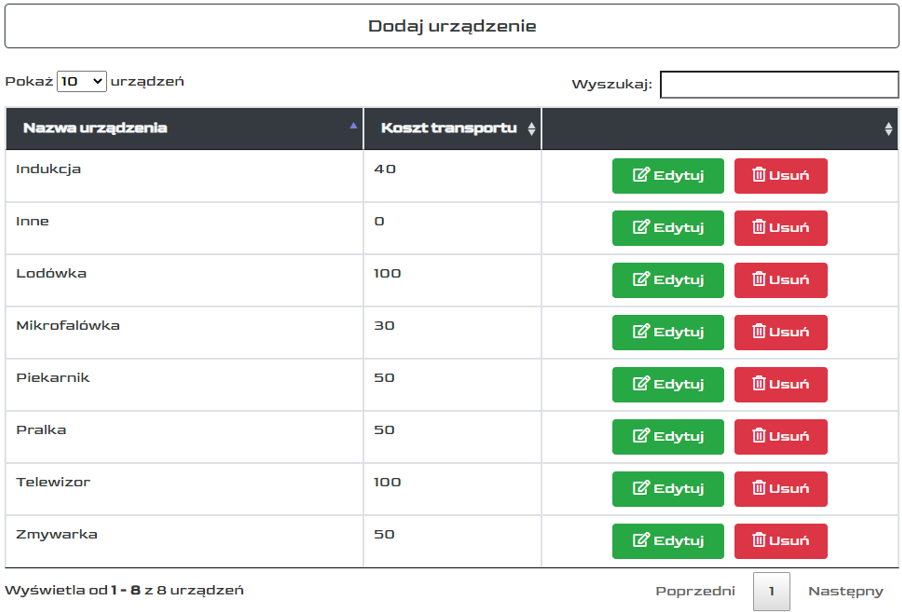 Dodaj urządzenie
Pokaż 10 urządzeń
Wyszukaj:
Nazwa urządzenia Koszt transportu
Indukcja 40 Edytuj Usuń
Inne 0 Edytuj Usuń
Lodówka 100 Edytuj Usuń
Mikrofalówka 30 Edytuj Usuń
Piekarnik 50 Edytuj Usuń
Pralka 50 Edytuj Usuń
Telewizor 100 Edytuj Usuń
Zmywarka 50 Edytuj Usuń
Wyświetla od 1 - 8 z 8 urządzeń
Poprzedni 1 Następny